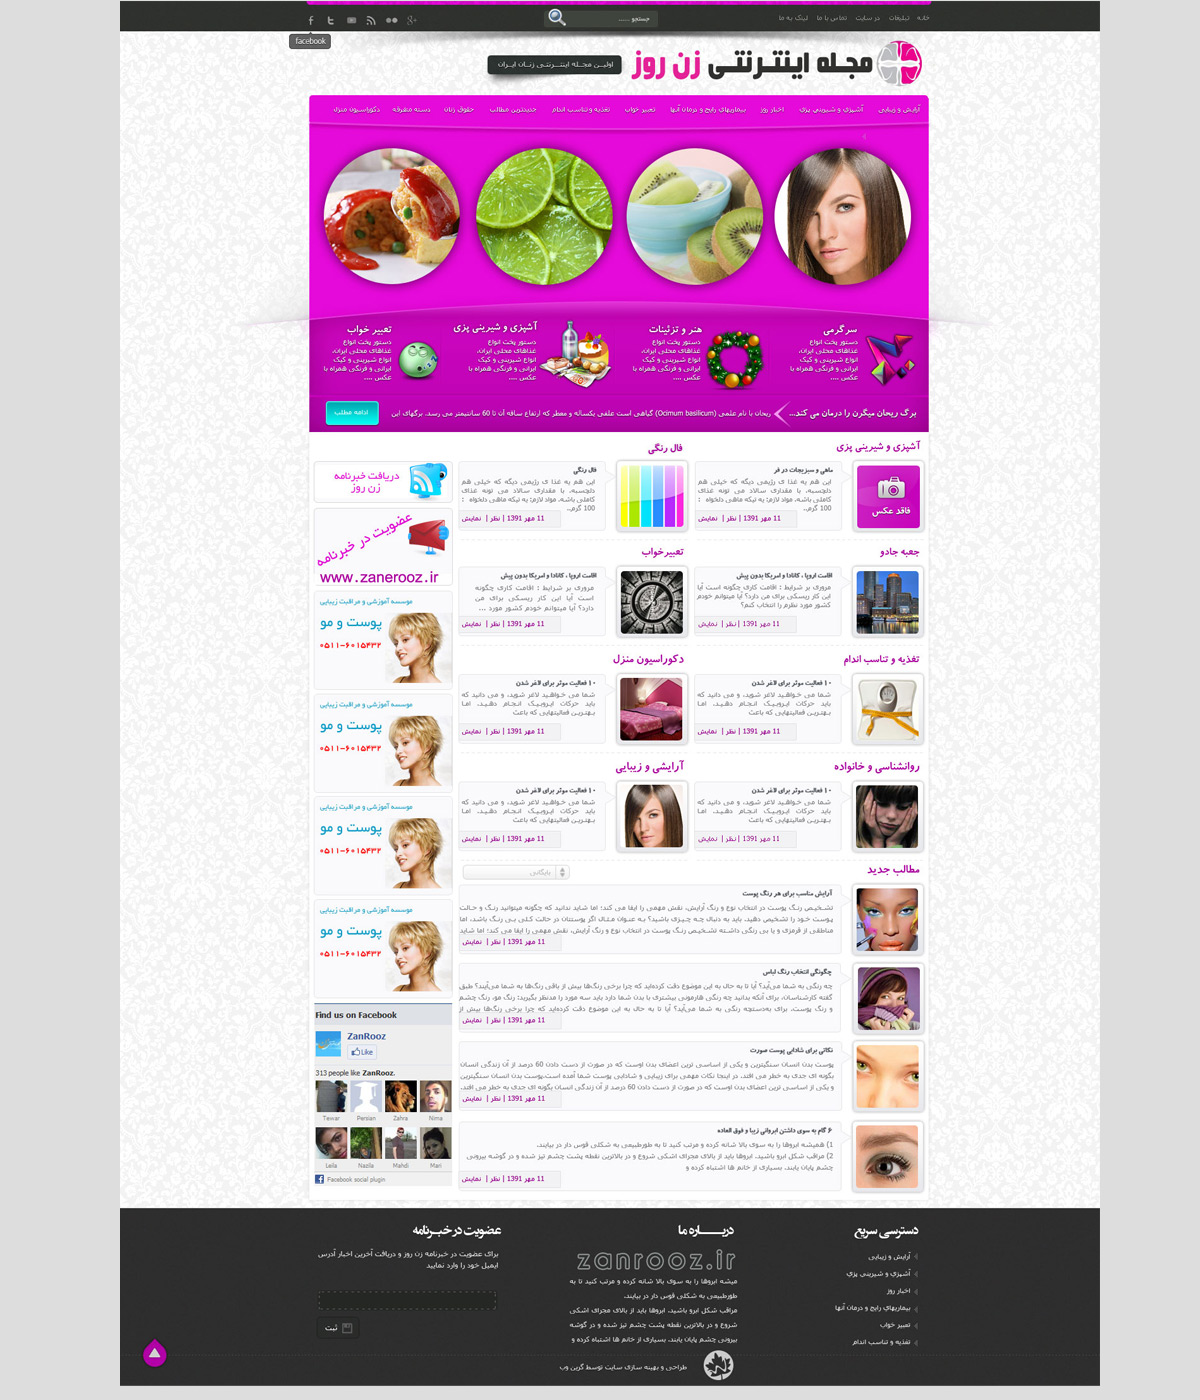 خانه
تبلیغات
در سایت
تماس با ما
لینک به ما
جستجو ......
facebook
مجله اینترنتی زن روز
اولیـن مجـله اینتـــرنتـی زنـان ایـران
آرایش و زیبایی
آشپزی و شیرینی پزی
اخبار روز
بیماریهای رایج و درمان آنها
تعبیر خواب
تغذیه و تناسب اندام
جدیدترین مطالب
حقوق زنان
دسته متفرقه
دکوراسیون منزل
سرگرمی
دستور پخت انواع
غذاهای محلی ایران،
انواع شیرینی و کیک
ایرانی و فرنگی همراه با
عکس ....
هنر و تزئینات
دستور پخت انواع
غذاهای محلی ایران،
انواع شیرینی و کیک
ایرانی و فرنگی همراه با
عکس ....
آشپزی و شیرینی پزی
دستور پخت انواع
غذاهای محلی ایران،
انواع شیرینی و کیک
ایرانی و فرنگی همراه با
عکس ....
تعبیر خواب
دستور پخت انواع
غذاهای محلی ایران،
انواع شیرینی و کیک
ایرانی و فرنگی همراه با
عکس ....
برگ ریحان میگرن را درمان می کند...
ریحان با نام علمی (Ocimum basilicum) گیاهی است علفی یکساله و معطر که ارتفاع ساقه آن تا 60 سانتیمتر می رسد. برگهای این
ادامه مطلب
آشپزی و شیرینی پزی
فاقد عکس
ماهی و سبزیجات در فر
این هم یه غذا ی رژیمی دیگه که خیلی هم
دلچسبه. با مقداری سالاد می تونه غذای
کاملی باشه. مواد لازم: یه تیکه ماهی دلخواه :
100 گرم..
11 مهر 1391 | نظر | نمایش
فال رنگی
فال رنگی
این هم یه غذا ی رژیمی دیگه که خیلی هم
دلچسبه. با مقداری سالاد می تونه غذای
کاملی باشه. مواد لازم: یه تیکه ماهی دلخواه :
100 گرم..
11 مهر 1391 | نظر | نمایش
جعبه جادو
اقامت اروپا ، کانادا و امریکا بدون پیش
مروری بر شرایط : اقامت کاری چگونه است آیا
این کار ریسکی برای من دارد؟ آیا میتوانم خودم
کشور مورد نظرم را انتخاب کنم؟
11 مهر 1391 | نظر | نمایش
تعبیرخواب
اقامت اروپا ، کانادا و امریکا بدون پیش
مروری بر شرایط : اقامت کاری چگونه
است آیا این کار ریسکی برای من
دارد؟ آیا میتوانم خودم کشور مورد ...
11 مهر 1391 | نظر | نمایش
تغذیه و تناسب اندام
۱۰ فعالیت موثر برای لاغر شدن
شما می خواهید لاغر شوید، و می دانید که
باید حرکات ایروبیک انجام دهید. اما
بهترین فعالیتهایی که باعث
11 مهر 1391 | نظر | نمایش
دکوراسیون منزل
۱۰ فعالیت موثر برای لاغر شدن
شما می خواهید لاغر شوید، و می دانید که
باید حرکات ایروبیک انجام دهید. اما
بهترین فعالیتهایی که باعث
11 مهر 1391 | نظر | نمایش
روانشناسی و خانواده
۱۰ فعالیت موثر برای لاغر شدن
شما می خواهید لاغر شوید، و می دانید که
باید حرکات ایروبیک انجام دهید. اما
بهترین فعالیتهایی که باعث
11 مهر 1391 | نظر | نمایش
آرایشی و زیبایی
۱۰ فعالیت موثر برای لاغر شدن
شما می خواهید لاغر شوید، و می دانید که
باید حرکات ایروبیک انجام دهید. اما
بهترین فعالیتهایی که باعث
11 مهر 1391 | نظر | نمایش
مطالب جدید
بایگانی
آرایش مناسب برای هر رنگ پوست
تشخیص رنگ پوست در انتخاب نوع و رنگ آرایش، نقش مهمی را ایفا می کند؛ اما شاید ندانید که چگونه میتوانید رنگ و حالت
پوست خود را تشخیص دهید. باید به دنبال چه چیزی باشید؟ به عنوان مثال اگر پوستتان در حالت کلی بی رنگ باشد، اما
مناطقی از قرمزی و یا بی رنگی داشته تشخیص رنگ پوست در انتخاب نوع و رنگ آرایش، نقش مهمی را ایفا می کند؛ اما شاید
11 مهر 1391 | نظر | نمایش
چگونگی انتخاب رنگ لباس
چه رنگی به شما می‌آید؟ آیا تا به حال به این موضوع دقت کرده‌اید که چرا برخی رنگ‌ها بیش از باقی رنگ‌ها به شما می‌آیند؟ طبق
گفته کارشناسان، برای آنکه بدانید چه رنگی هارمونی بیشتری با بدن شما دارد باید سه مورد را مدنظر بگیرید: رنگ مو، رنگ چشم
و رنگ پوست. برای به‌دستچه رنگی به شما می‌آید؟ آیا تا به حال به این موضوع دقت کرده‌اید که چرا برخی رنگ‌ها بیش از
11 مهر 1391 | نظر | نمایش
نکاتی برای شادابی پوست صورت
پوست بدن انسان سنگینترین و یکی از اساسی ترین اعضای بدن اوست که در صورت از دست دادن 60 درصد از آن زندگی انسان
بگونه ای جدی به خطر می افتد. در اینجا نکات مهمی برای زیبایی و شادابی پوست شما آمده است.پوست بدن انسان سنگینترین
و یکی از اساسی ترین اعضای بدن اوست که در صورت از دست دادن 60 درصد از آن زندگی انسان بگونه ای جدی به خطر می افتد.
11 مهر 1391 | نظر | نمایش
۶ گام به سوی داشتن ابروانی زیبا و فوق العاده
1) همیشه ابروها را به سوی بالا شانه کرده و مرتب کنید تا به طورطبیعی به شکلی قوس دار در بیایند.
2) مراقب شکل ابرو باشید. ابروها باید از بالای مجرای اشکی شروع و در بالاترین نقطه پشت چشم تیز شده و در گوشه بیرونی
چشم پایان یابند. بسیاری از خانم ها اشتباه کرده و
11 مهر 1391 | نظر | نمایش
دریافت خبرنامه
زن روز
عضویت در خبرنامه
www.zanerooz.ir
موسسه آموزشی و مراقبت زیبایی
پوست و مو
۰۵۱۱-۶۰۱۵۴۳۲
موسسه آموزشی و مراقبت زیبایی
پوست و مو
۰۵۱۱-۶۰۱۵۴۳۲
موسسه آموزشی و مراقبت زیبایی
پوست و مو
۰۵۱۱-۶۰۱۵۴۳۲
موسسه آموزشی و مراقبت زیبایی
پوست و مو
۰۵۱۱-۶۰۱۵۴۳۲
Find us on Facebook
ZanRooz
Like
313 people like ZanRooz.
Tewar Persian Zahra Nima
Leila Nazila Mahdi Mari
Facebook social plugin
دسترسی سریع
آرایش و زیبایی
آشپزی و شیرینی پزی
اخبار روز
بیماریهای رایج و درمان آنها
تعبیر خواب
تغذیه و تناسب اندام
دربـــاره ما
zanrooz.ir
میشه ابروها را به سوی بالا شانه کرده و مرتب کنید تا به
طورطبیعی به شکلی قوس دار در بیایند.
مراقب شکل ابرو باشید. ابروها باید از بالای مجرای اشکی
شروع و در بالاترین نقطه پشت چشم تیز شده و در گوشه
بیرونی چشم پایان یابند. بسیاری از خانم ها اشتباه کرده و
عضویت در خبـرنامه
برای عضویت در خبرنامه زن روز و دریافت آخرین اخبار آدرس
ایمیل خود را وارد نمایید
ثبت
طراحی و بهینه سازی سایت توسط گرین وب